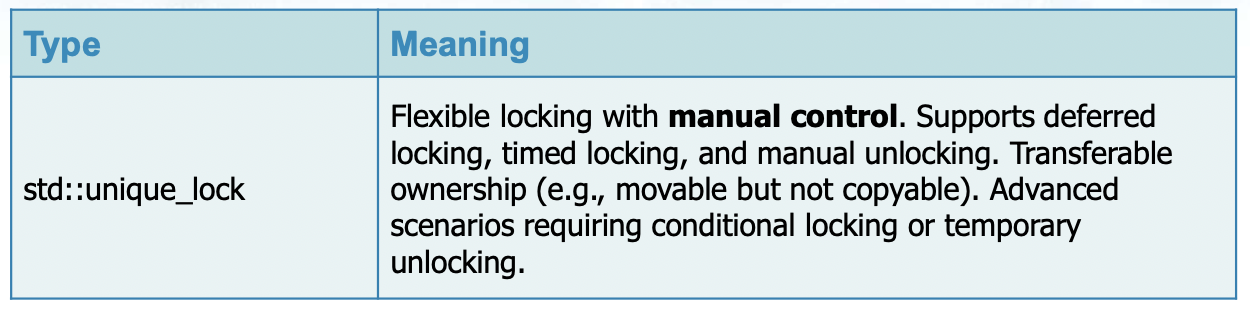 Type
Meaning
std::unique_lock
Flexible locking with manual control. Supports deferred
locking, timed locking, and manual unlocking. Transferable
ownership (e.g., movable but not copyable). Advanced
scenarios requiring conditional locking or temporary
unlocking.